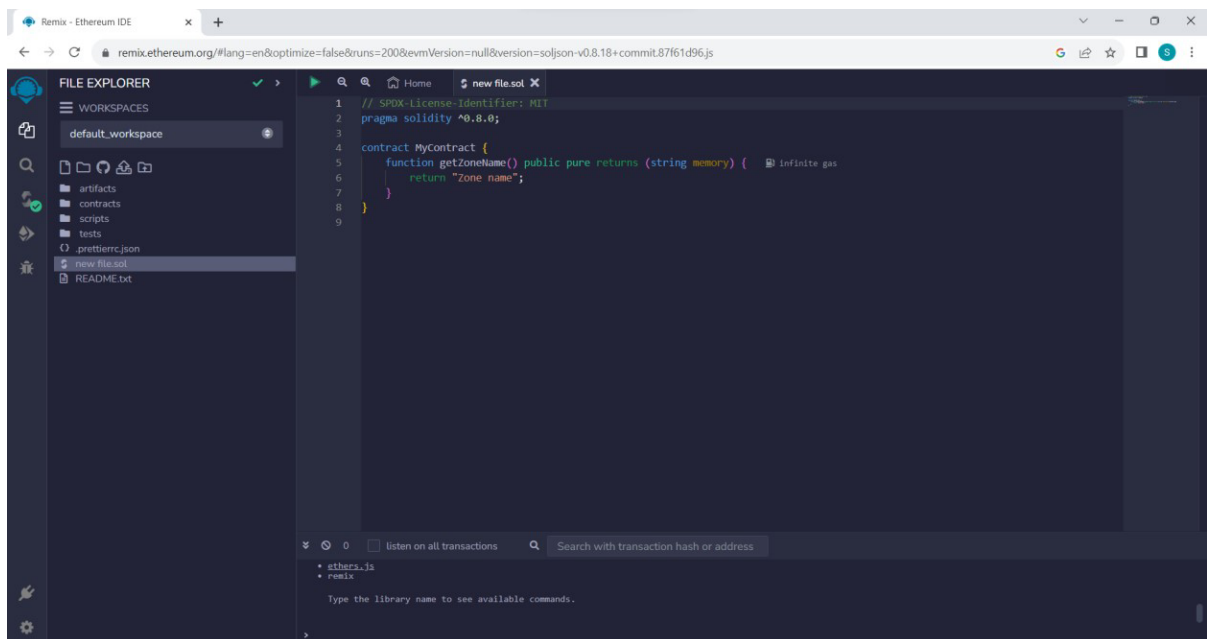 Remix - Ethereum IDE
remix.ethereum.org/#lang=en&optimize=false&runs=200&evmVersion=null&version=soljson-v0.8.18+commit.87f61d96.js
G
S
FILE EXPLORER
WORKSPACES
default_workspace
artifacts
contracts
scripts
tests
.prettierrc.json
new file.sol
README.txt
Home
new file.sol
1 // SPDX-License-Identifier: MIT
2 pragma solidity ^0.8.0;
3
4 contract MyContract {
5 function getZoneName() public pure returns (string memory) { infinite gas
6 return "Zone name";
7 }
8 }
9
0 listen on all transactions Search with transaction hash or address
• ethers.js
• remix
Type the library name to see available commands.
>